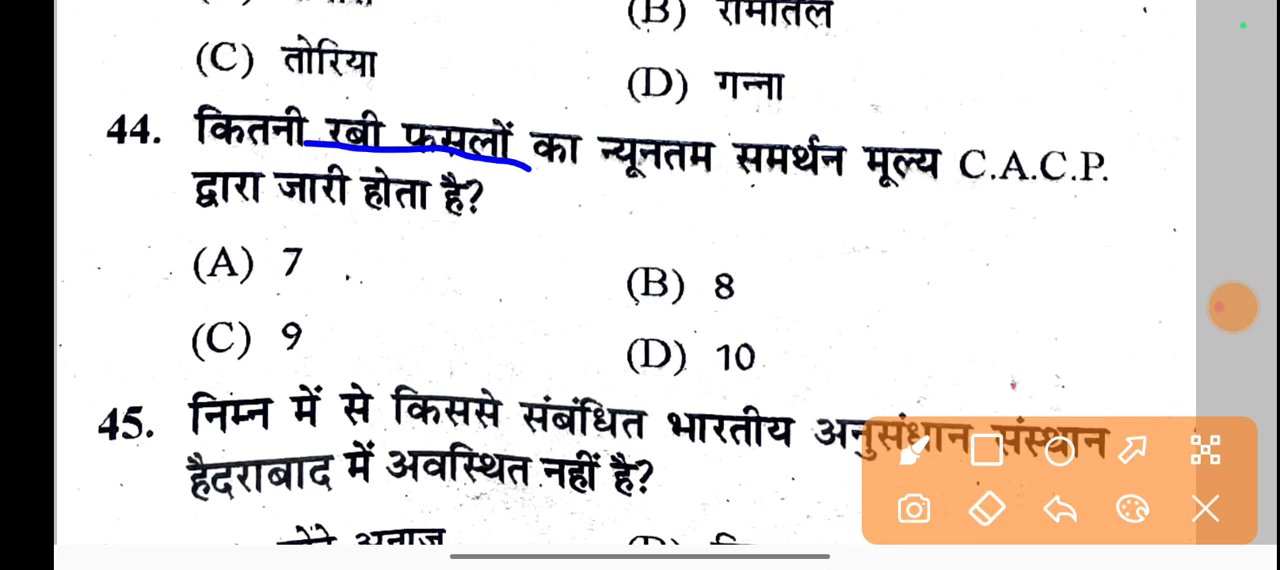 (B) रामतिल
(C) तोरिया
(D) गन्ना
44. कितनी रबी फसलों का न्यूनतम समर्थन मूल्य C.A.C.P.
द्वारा जारी होता है?
(A) 7
(B) 8
(C) 9
(D) 10
45. निम्न में से किससे संबंधित भारतीय अनुसंधान संस्थान
हैदराबाद में अवस्थित नहीं है?
अनाज